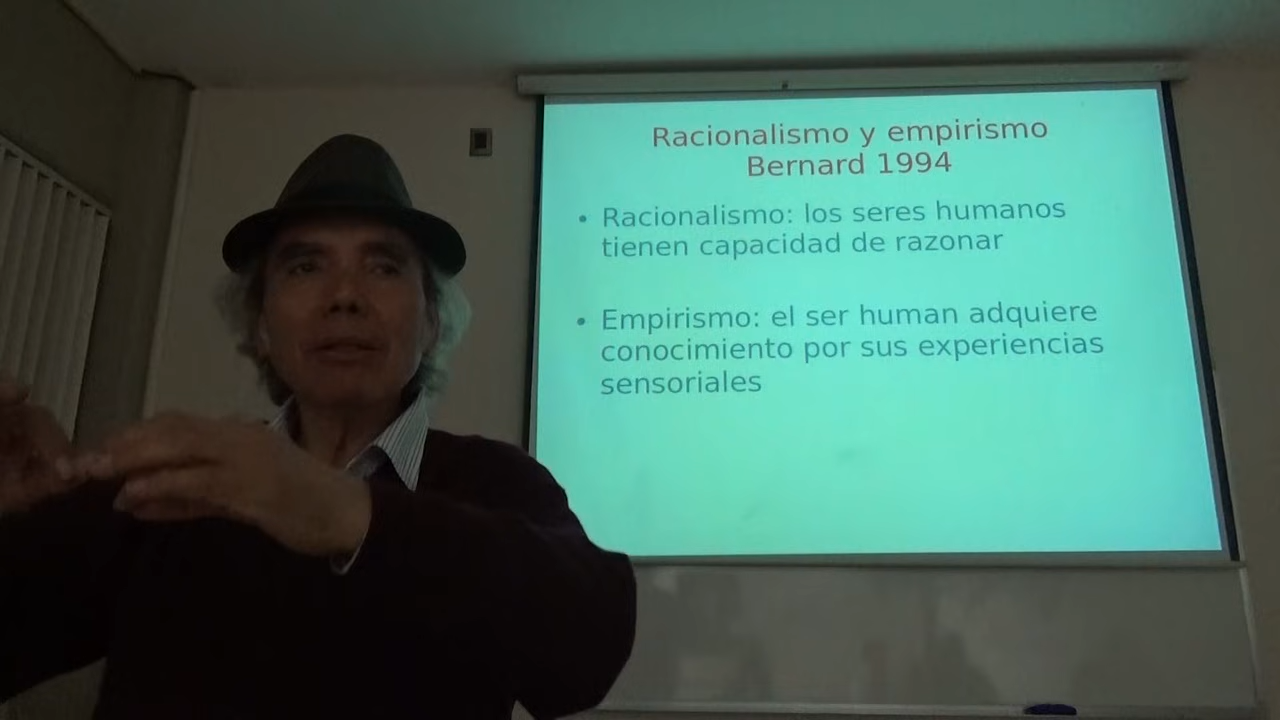 Racionalismo y empirismo
Bernard 1994
• Racionalismo: los seres humanos
tienen capacidad de razonar
• Empirismo: el ser human adquiere
conocimiento por sus experiencias
sensoriales